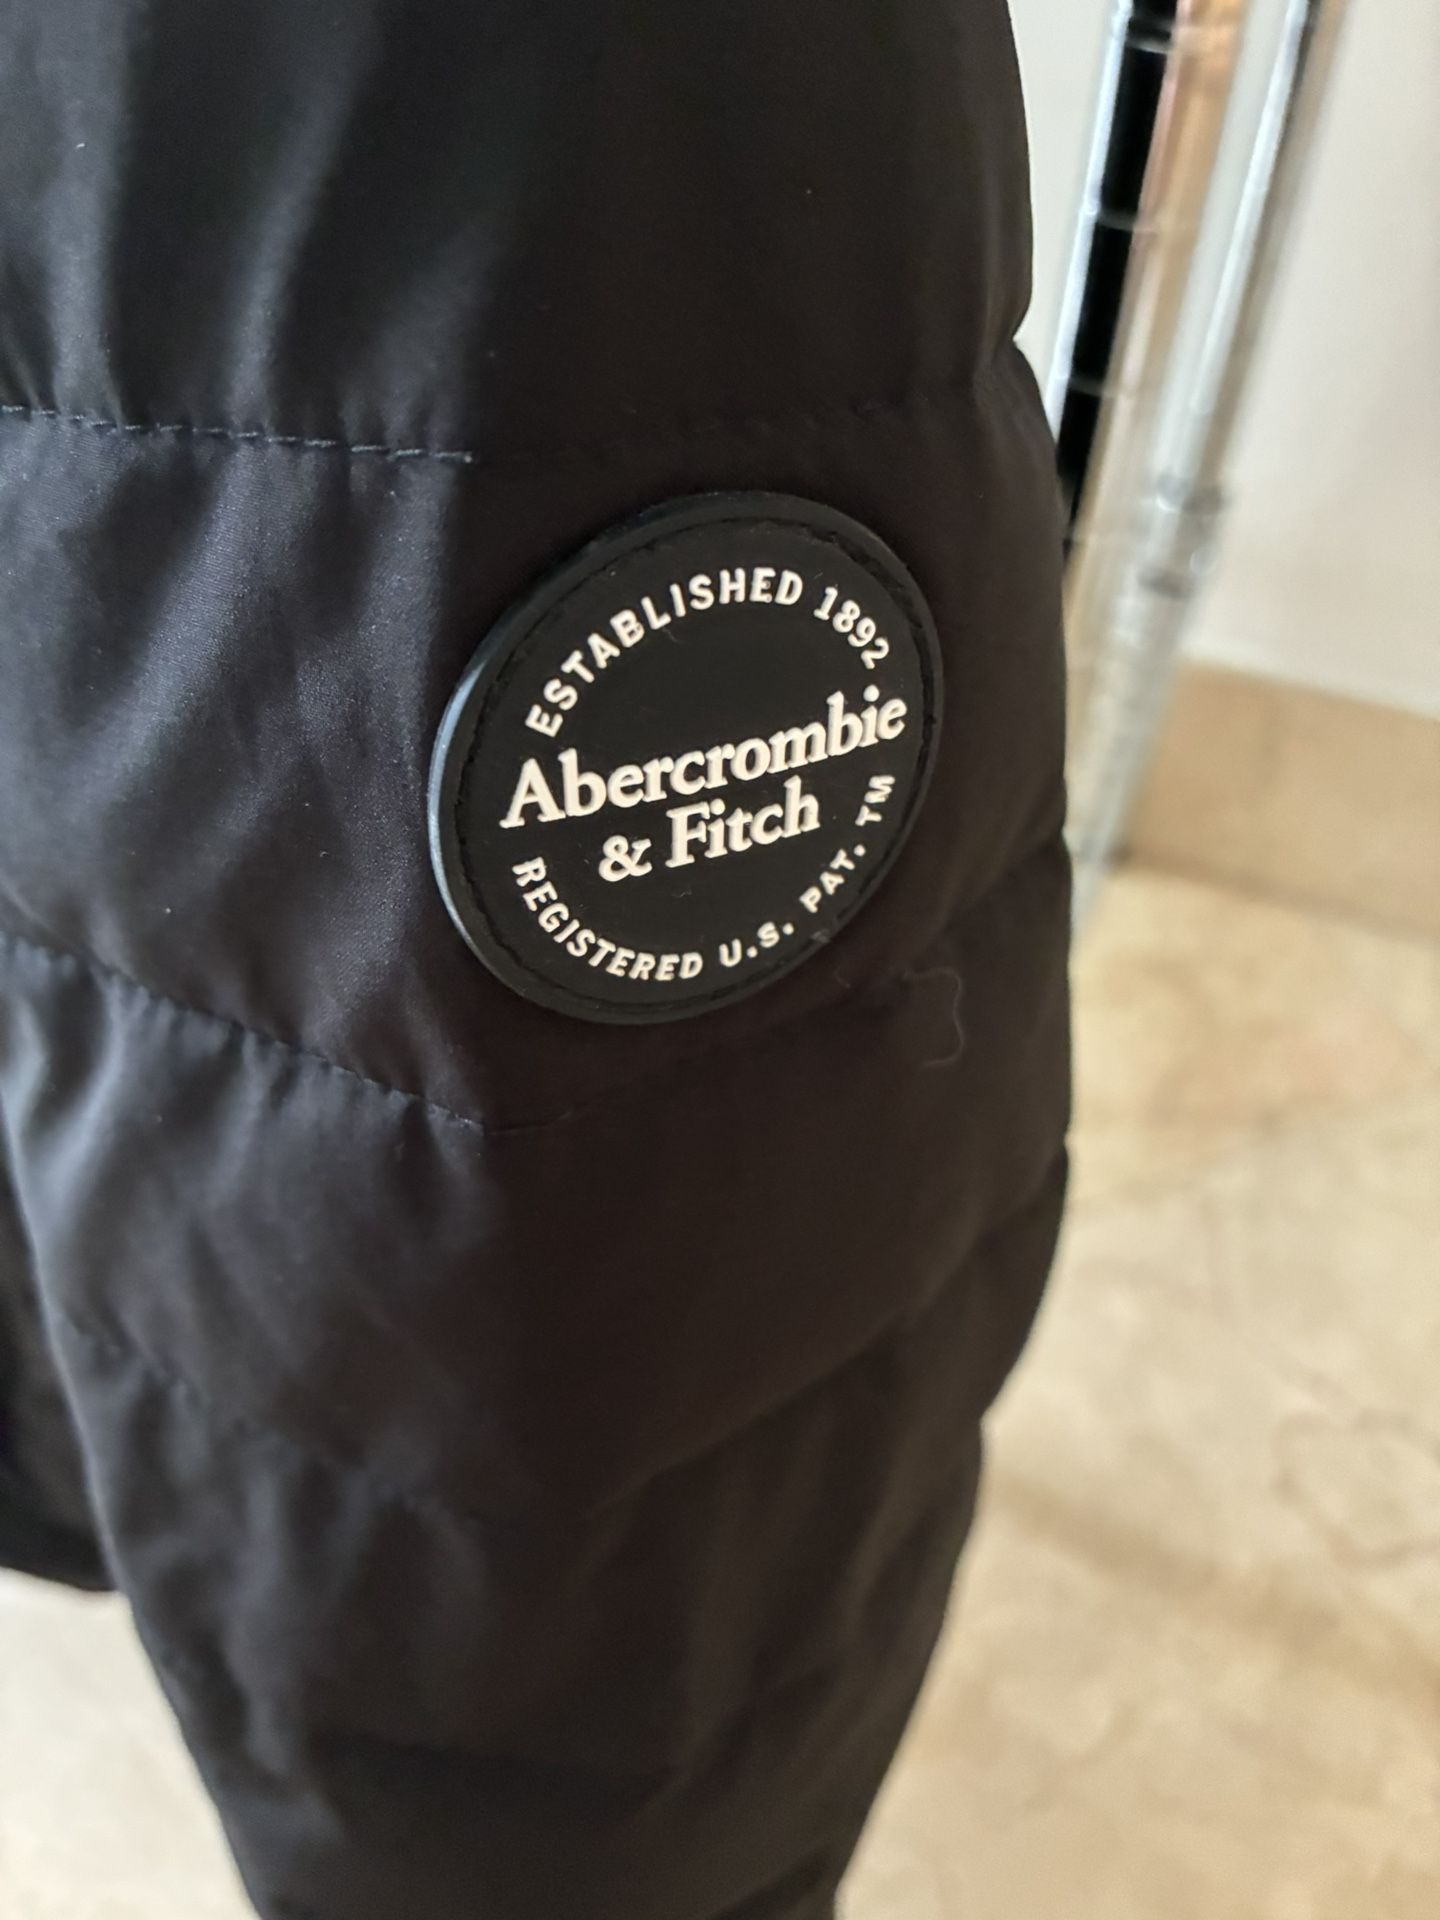 ESTABLISHED 1892
Abercrombie
& Fitch
REGISTERED U.S. PAT. TM